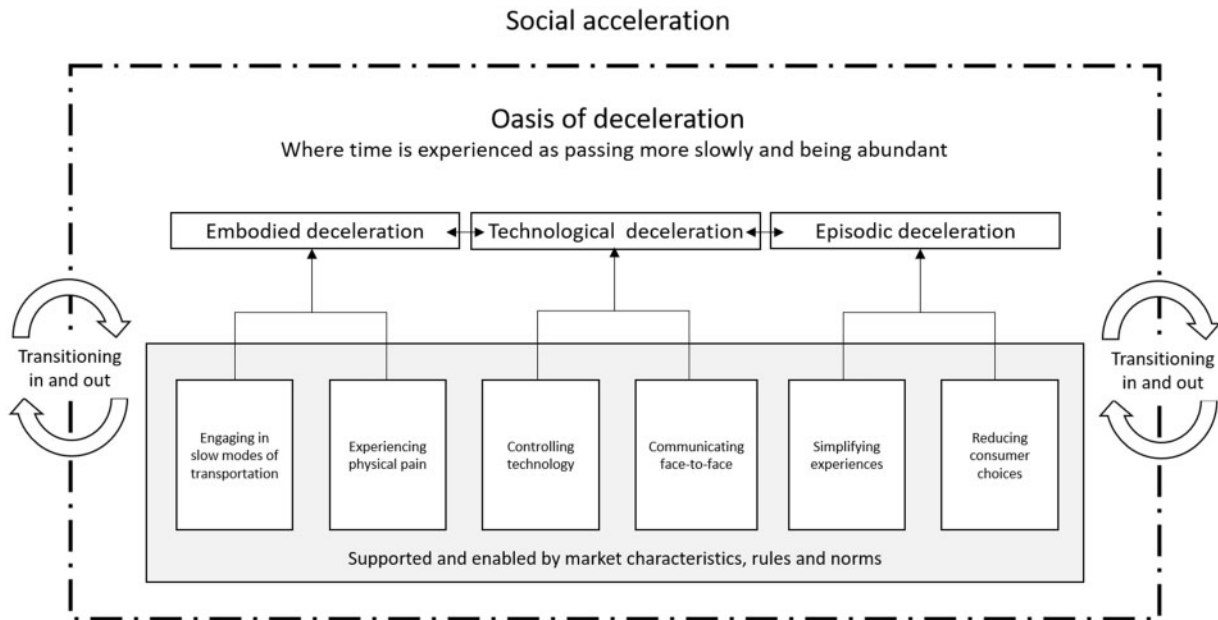 Social acceleration
Oasis of deceleration
Where time is experienced as passing more slowly and being abundant
Embodied deceleration
Technological deceleration
Episodic deceleration
Transitioning
in and out
Engaging in
slow modes of
transportation
Experiencing
physical pain
Controlling
technology
Communicating
face-to-face
Simplifying
experiences
Reducing
consumer
choices
Transitioning
in and out
Supported and enabled by market characteristics, rules and norms